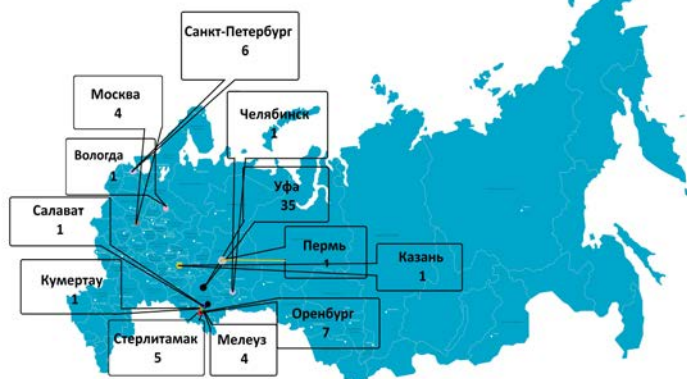 Санкт-Петербург
6
Москва
4
Челябинск
1
Вологда
1
Уфа
35
Салават
1
Пермь
1
Казань
1
Кумертау
1
Оренбург
7
Стерлитамак
5
Мелеуз
4